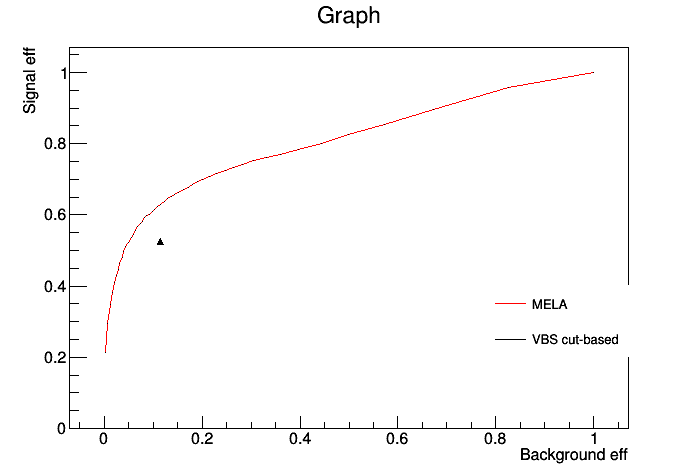 Graph
Signal eff
1
0.8
0.6
0.4
0.2
0
MELA
VBS cut-based
0 0.2 0.4 0.6 0.8 1
Background eff